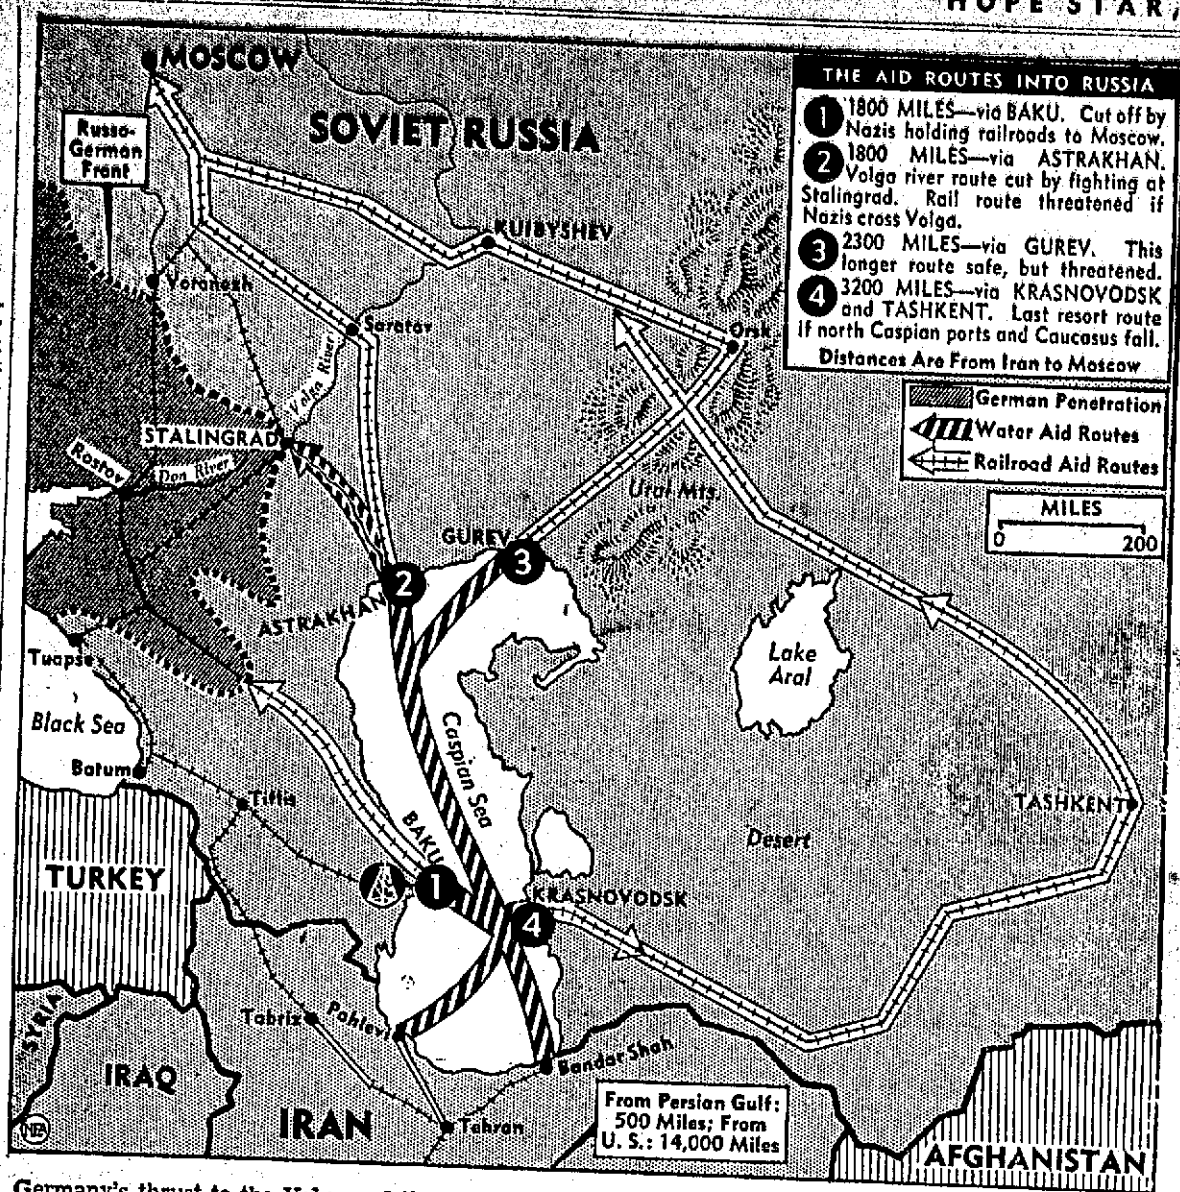 HOPE STAR,
MOSCOW
SOVIET RUSSIA
Russo-
German
Front
THE AID ROUTES INTO RUSSIA
1 1800 MILES—via BAKU. Cut off by
Nazis holding railroads to Moscow.
2 1800 MILES—via ASTRAKHAN.
Volga river route cut by fighting at
Stalingrad. Rail route threatened if
Nazis cross Volga.
3 2300 MILES—via GUREV. This
longer route safe, but threatened.
4 3200 MILES—via KRASNOVODSK
and TASHKENT. Last resort route
if north Caspian ports and Caucasus fall.
Distances Are From Iran to Moscow
German Penetration
Water Aid Routes
Railroad Aid Routes
MILES
0 200
KUIBYSHEV
Voronezh
Saratov
Orsk
Volga River
STALINGRAD
Rostov
Don River
Ural Mts.
GUREV
3
2
ASTRAKHAN
Lake
Aral
Tuapse
Black Sea
Caspian Sea
Batum
Tiflis
TASHKENT
BAKU
Desert
TURKEY
1
KRASNOVODSK
4
SYRIA
Tabriz
Pahlevi
IRAQ
Bandar Shah
IRAN
Tehran
From Persian Gulf:
500 Miles; From
U. S.: 14,000 Miles
AFGHANISTAN
NEA
Germany's thrust to the